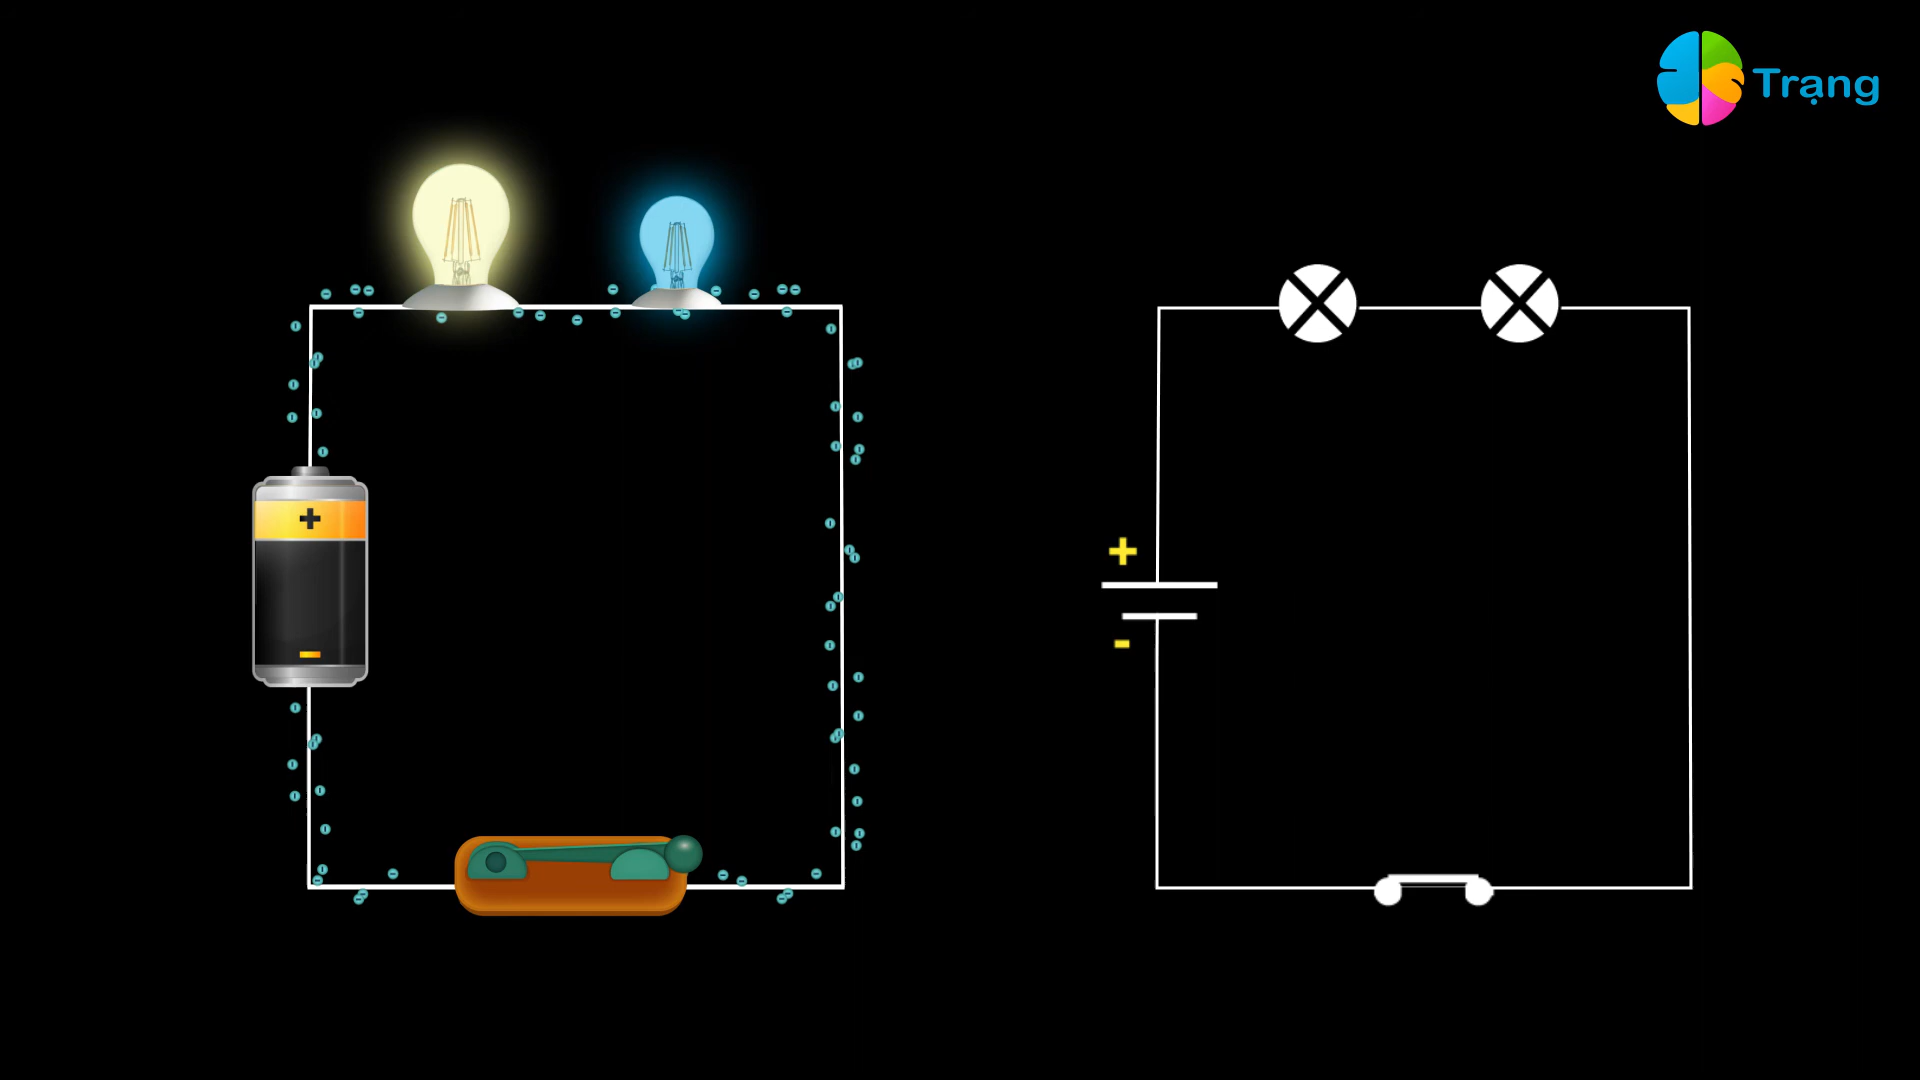 Trạng
+
-
+
-